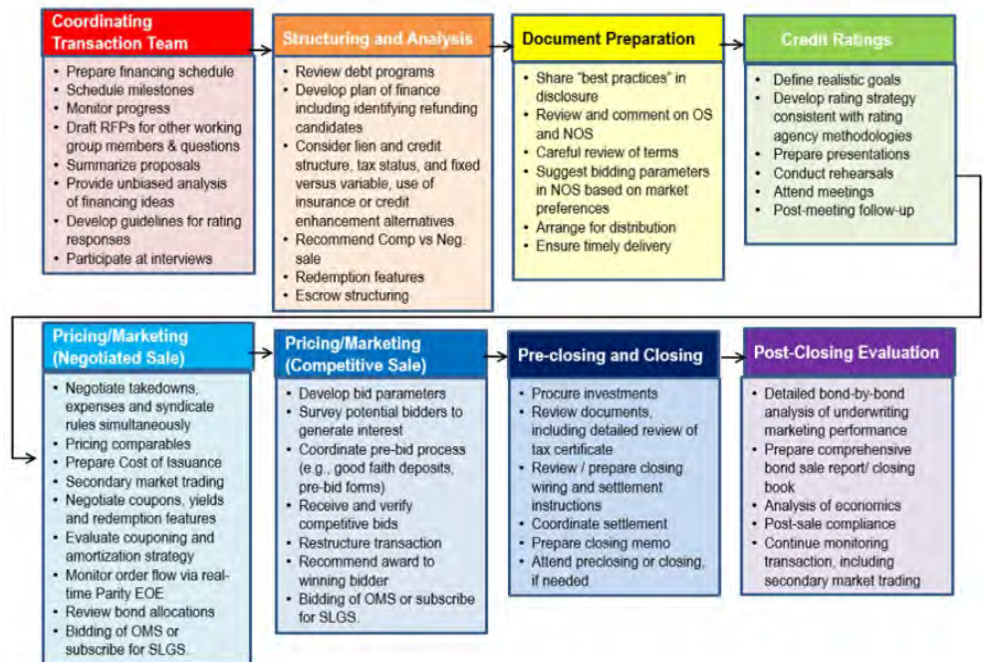 Coordinating
Transaction Team
• Prepare financing schedule
• Schedule milestones
• Monitor progress
• Draft RFPs for other working
group members & questions
• Summarize proposals
• Provide unbiased analysis
of financing ideas
• Develop guidelines for rating
responses
• Participate at interviews
Structuring and Analysis
• Review debt programs
• Develop plan of finance
including identifying refunding
candidates
• Consider lien and credit
structure, tax status, and fixed
versus variable, use of
insurance or credit
enhancement alternatives
• Recommend Comp vs Neg.
sale
• Redemption features
• Escrow structuring
Document Preparation
• Share "best practices" in
disclosure
• Review and comment on OS
and NOS
• Careful review of terms
• Suggest bidding parameters
in NOS based on market
preferences
• Arrange for distribution
• Ensure timely delivery
Credit Ratings
• Define realistic goals
• Develop rating strategy
consistent with rating
agency methodologies
• Prepare presentations
• Conduct rehearsals
• Attend meetings
• Post-meeting follow-up
Pricing/Marketing
(Negotiated Sale)
• Negotiate takedowns,
expenses and syndicate
rules simultaneously
• Pricing comparables
• Prepare Cost of Issuance
• Secondary market trading
• Negotiate coupons, yields
and redemption features
• Evaluate couponing and
amortization strategy
• Monitor order flow via real-
time Parity EOE
• Review bond allocations
• Bidding of OMS or
subscribe for SLGS.
Pricing/Marketing
(Competitive Sale)
• Develop bid parameters
• Survey potential bidders to
generate interest
• Coordinate pre-bid process
(e.g., good faith deposits,
pre-bid forms)
• Receive and verify
competitive bids
• Restructure transaction
• Recommend award to
winning bidder
• Bidding of OMS or subscribe
for SLGS.
Pre-closing and Closing
• Procure investments
• Review documents,
including detailed review of
tax certificate
• Review / prepare closing
wiring and settlement
instructions
• Coordinate settlement
• Prepare closing memo
• Attend preclosing or closing,
if needed
Post-Closing Evaluation
• Detailed bond-by-bond
analysis of underwriting
marketing performance
• Prepare comprehensive
bond sale report/ closing
book
• Analysis of economics
• Post-sale compliance
• Continue monitoring
transaction, including
secondary market trading